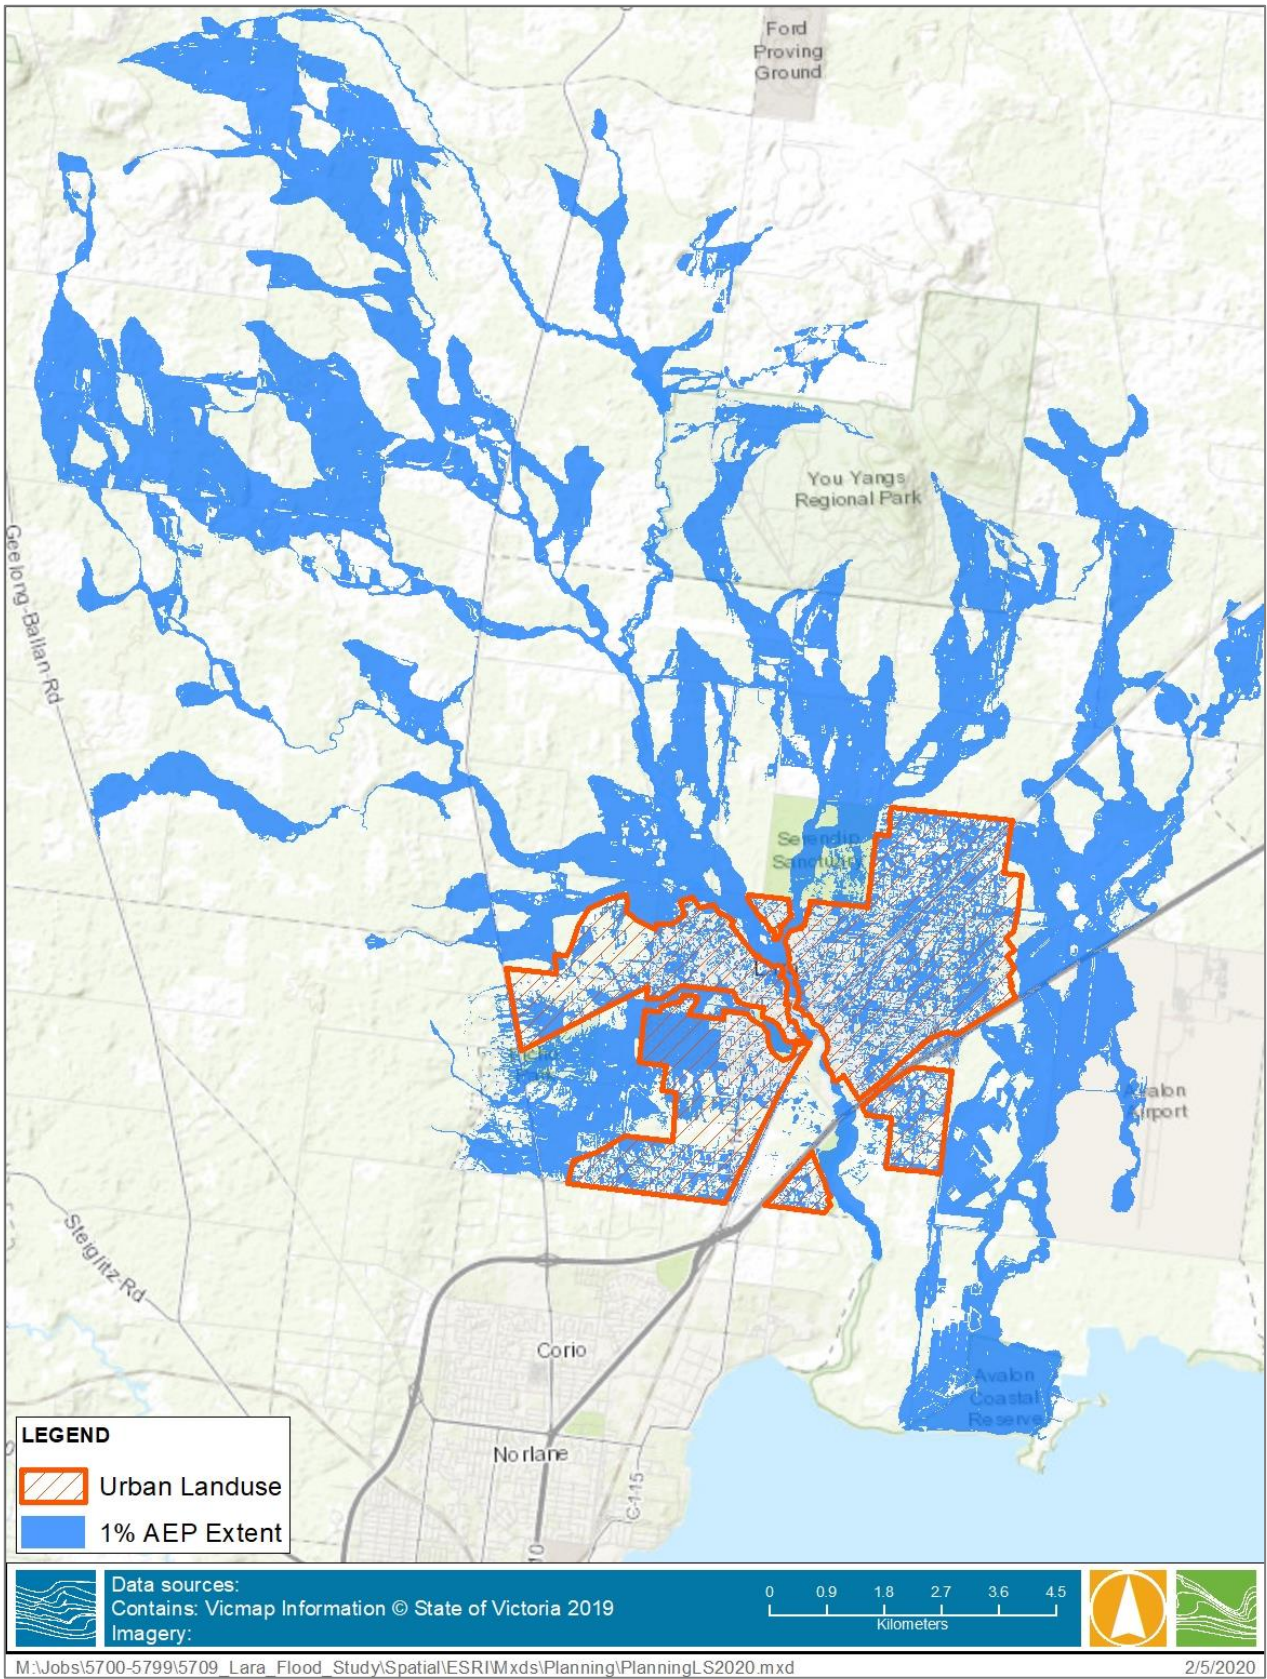 Ford
Proving
Ground
You Yangs
Regional Park
Geelong-Ballan-Rd
Serendip
Sanctuary
Avalon
Airport
Steiglitz-Rd
Corio
Avalon
Coastal
Reserve
Norlane
C-115
10
LEGEND
Urban Landuse
1% AEP Extent
Data sources:
Contains: Vicmap Information © State of Victoria 2019
Imagery:
0 0.9 1.8 2.7 3.6 4.5
Kilometers
M:\Jobs\5700-5799\5709_Lara_Flood_Study\Spatial\ESRI\Mxds\Planning\PlanningLS2020.mxd
2/5/2020